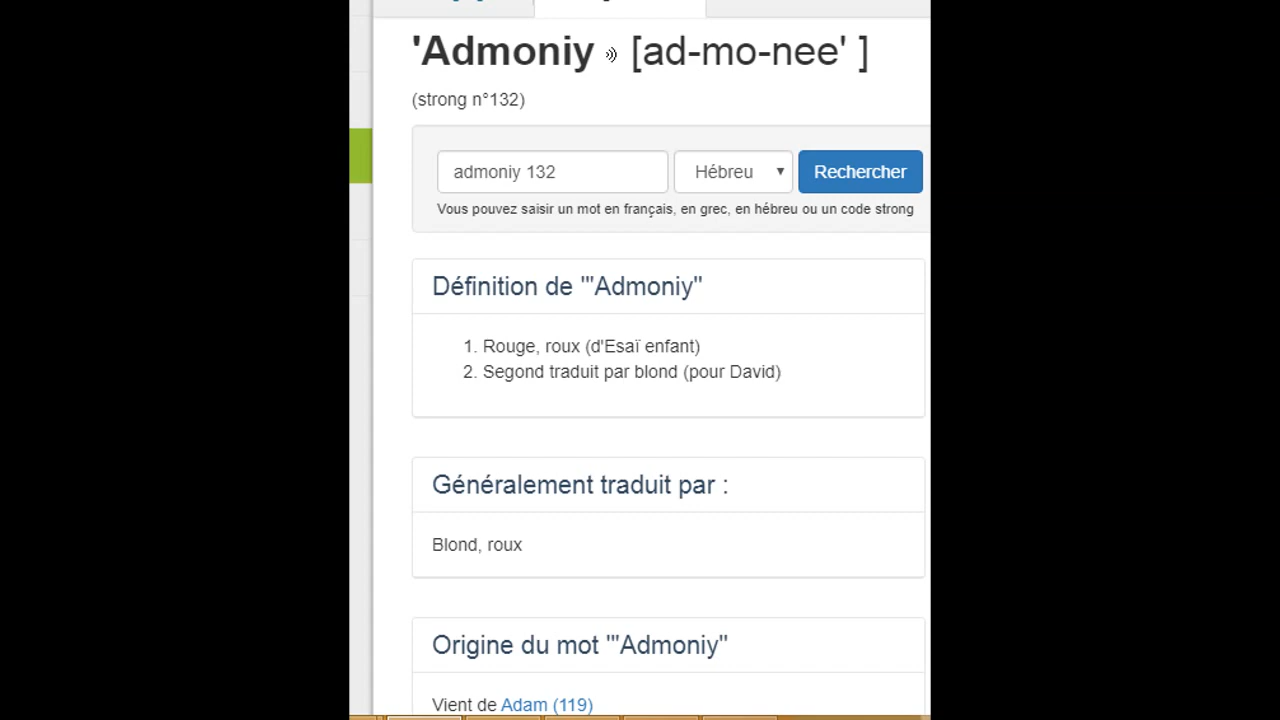 'Admoniy [ad-mo-nee' ]
(strong n°132)
admoniy 132 Hébreu Rechercher
Vous pouvez saisir un mot en français, en grec, en hébreu ou un code strong
Définition de "'Admoniy"
1. Rouge, roux (d'Esaï enfant)
2. Segond traduit par blond (pour David)
Généralement traduit par :
Blond, roux
Origine du mot "'Admoniy"
Vient de Adam (119)